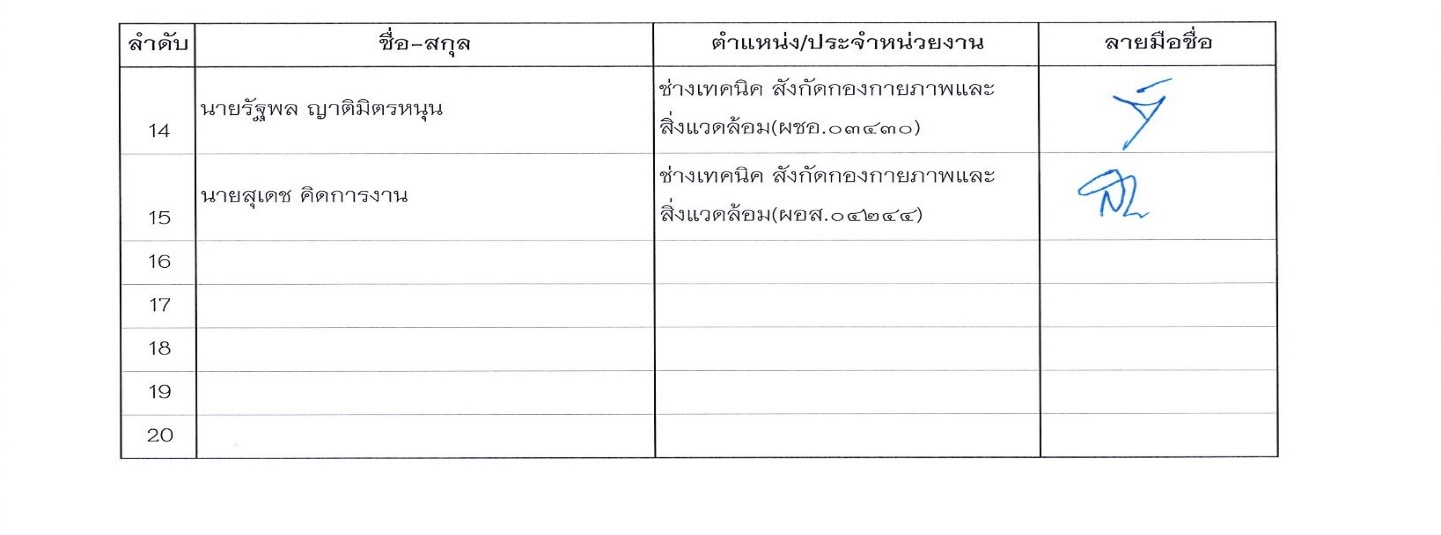 ลำดับ ชื่อ-สกุล ตำแหน่ง/ประจำหน่วยงาน ลายมือชื่อ
14 นายรัฐพล ญาติมิตรหนุน ช่างเทคนิค สังกัดกองกายภาพและ
สิ่งแวดล้อม(ผชอ.๐๓๔๓๐)
15 นายสุเดช คิดการงาน ช่างเทคนิค สังกัดกองกายภาพและ
สิ่งแวดล้อม(ผอส.๐๔๒๔๔)
16
17
18
19
20